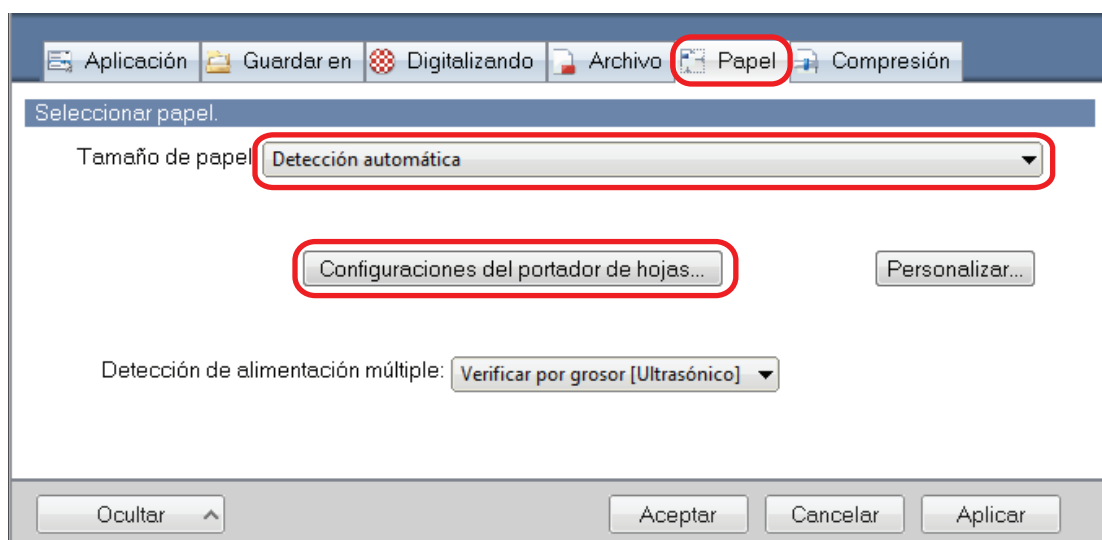 Aplicación Guardar en Digitalizando Archivo Papel Compresión
Seleccionar papel.
Tamaño de papel Detección automática
Configuraciones del portador de hojas... Personalizar...
Detección de alimentación múltiple: Verificar por grosor [Ultrasónico]
Ocultar Aceptar Cancelar Aplicar